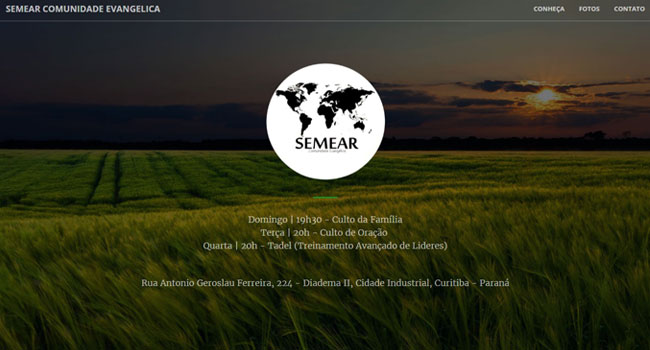 SEMEAR COMUNIDADE EVANGELICA
CONHEÇA FOTOS CONTATO
SEMEAR
Comunidade Evangélica
Domingo | 19h30 - Culto da Família
Terça | 20h - Culto de Oração
Quarta | 20h - Tadel (Treinamento Avançado de Lideres)
Rua Antonio Geroslau Ferreira, 224 - Diadema II, Cidade Industrial, Curitiba - Paraná